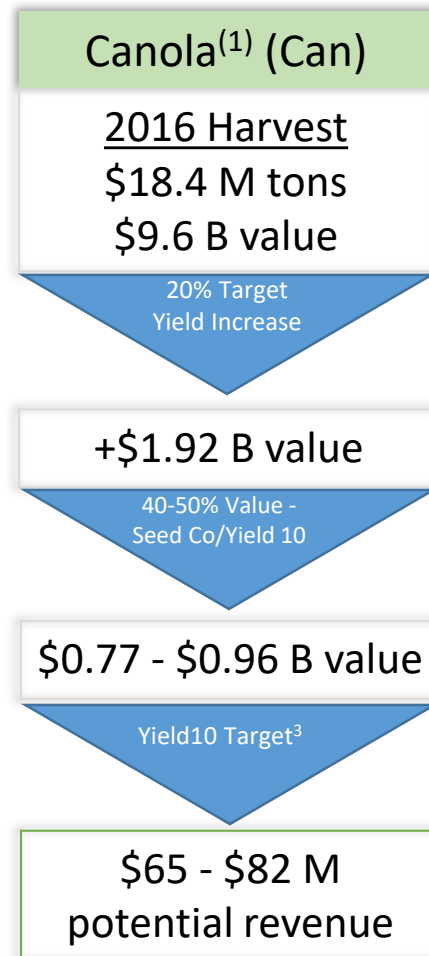 Canola(1) (Can)
2016 Harvest
$18.4 M tons
$9.6 B value
20% Target
Yield Increase
+$1.92 B value
40-50% Value -
Seed Co/Yield 10
$0.77 - $0.96 B value
Yield10 Target3
$65 - $82 M
potential revenue